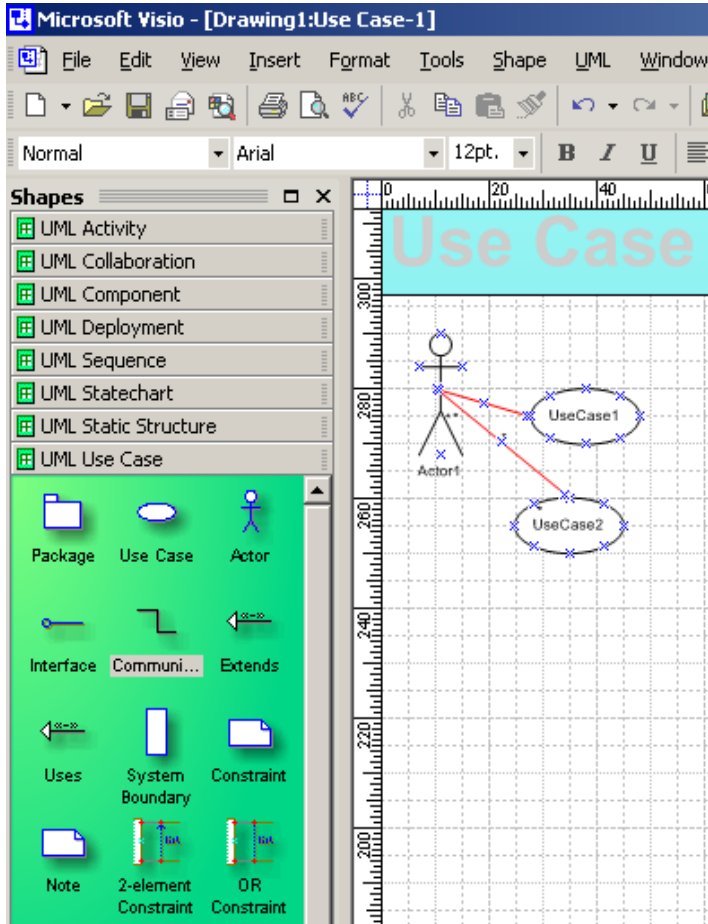 Microsoft Visio - [Drawing1:Use Case-1]
File Edit View Insert Format Tools Shape UML Window
ABC
Normal Arial 12pt. B I U
Shapes
UML Activity
UML Collaboration
UML Component
UML Deployment
UML Sequence
UML Statechart
UML Static Structure
UML Use Case
Package Use Case Actor
Interface Communi... Extends
Uses System Boundary Constraint
Note 2-element Constraint OR Constraint
0 20 40
Use Case
300
280
260
240
220
200
UseCase1
Actor1
UseCase2